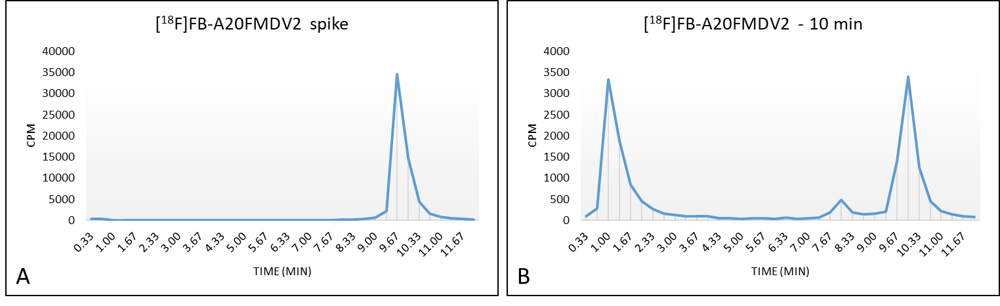 [¹⁸F]FB-A20FMDV2 spike
40000
35000
30000
25000
20000
15000
10000
5000
0
CPM
0.33 1.00 1.67 2.33 3.00 3.67 4.33 5.00 5.67 6.33 7.00 7.67 8.33 9.00 9.67 10.33 11.00 11.67
TIME (MIN)
A
[¹⁸F]FB-A20FMDV2 - 10 min
4000
3500
3000
2500
2000
1500
1000
500
0
CPM
0.33 1.00 1.67 2.33 3.00 3.67 4.33 5.00 5.67 6.33 7.00 7.67 8.33 9.00 9.67 10.33 11.00 11.67
TIME (MIN)
B